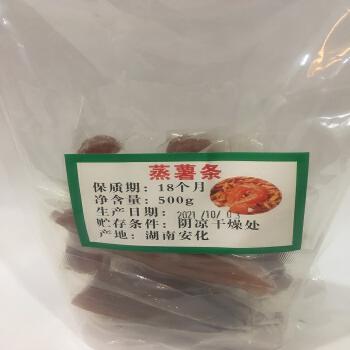 蒸薯条
保质期：18个月
净含量：500g
生产日期：2021/10/
贮存条件：阴凉干燥处
产地：湖南安化